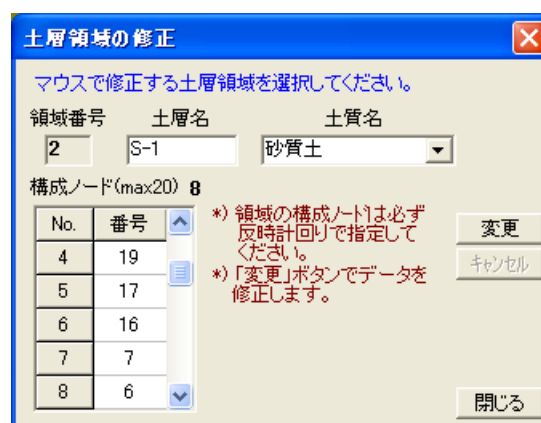 土層領域の修正
マウスで修正する土層領域を選択してください。
領域番号 土層名 土質名
2 S-1 砂質土
構成ノード(max20) 8
No. 番号
4 19
5 17
6 16
7 7
8 6
*) 領域の構成ノードは必ず
反時計回りで指定して
ください。
*)「変更」ボタンでデータを
修正します。
変更
キャンセル
閉じる